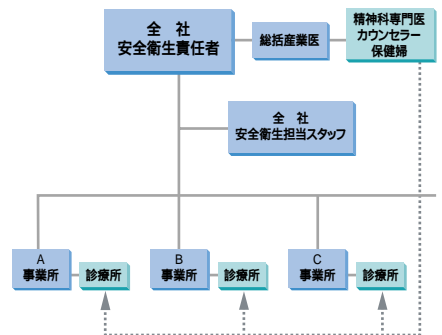 全 社
安全衛生責任者
総括産業医
精神科専門医
カウンセラー
保健婦
全 社
安全衛生担当スタッフ
A
事業所
診療所
B
事業所
診療所
C
事業所
診療所